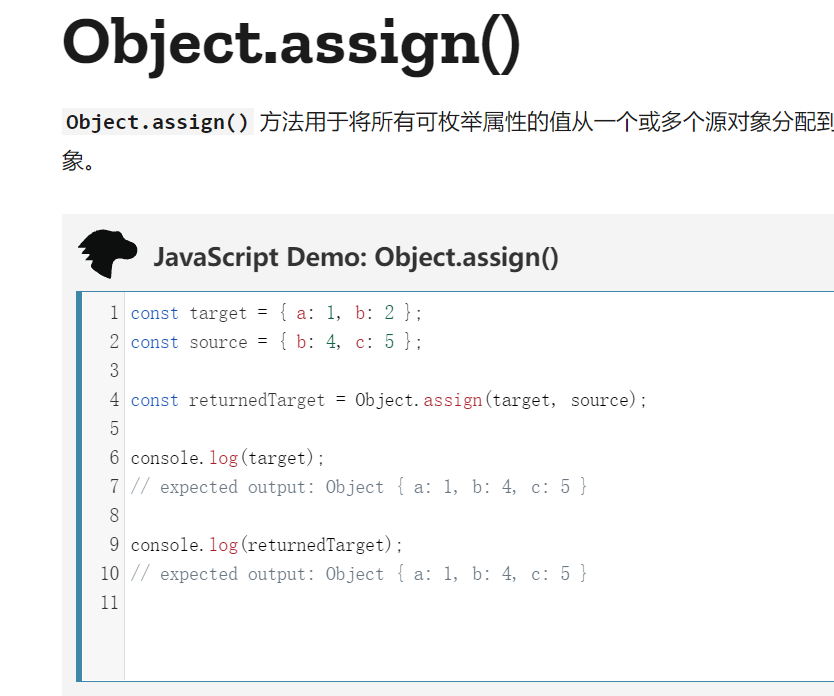 Object.assign()
Object.assign() 方法用于将所有可枚举属性的值从一个或多个源对象分配到
象。
JavaScript Demo: Object.assign()
1 const target = { a: 1, b: 2 };
2 const source = { b: 4, c: 5 };
3
4 const returnedTarget = Object.assign(target, source);
5
6 console.log(target);
7 // expected output: Object { a: 1, b: 4, c: 5 }
8
9 console.log(returnedTarget);
10 // expected output: Object { a: 1, b: 4, c: 5 }
11